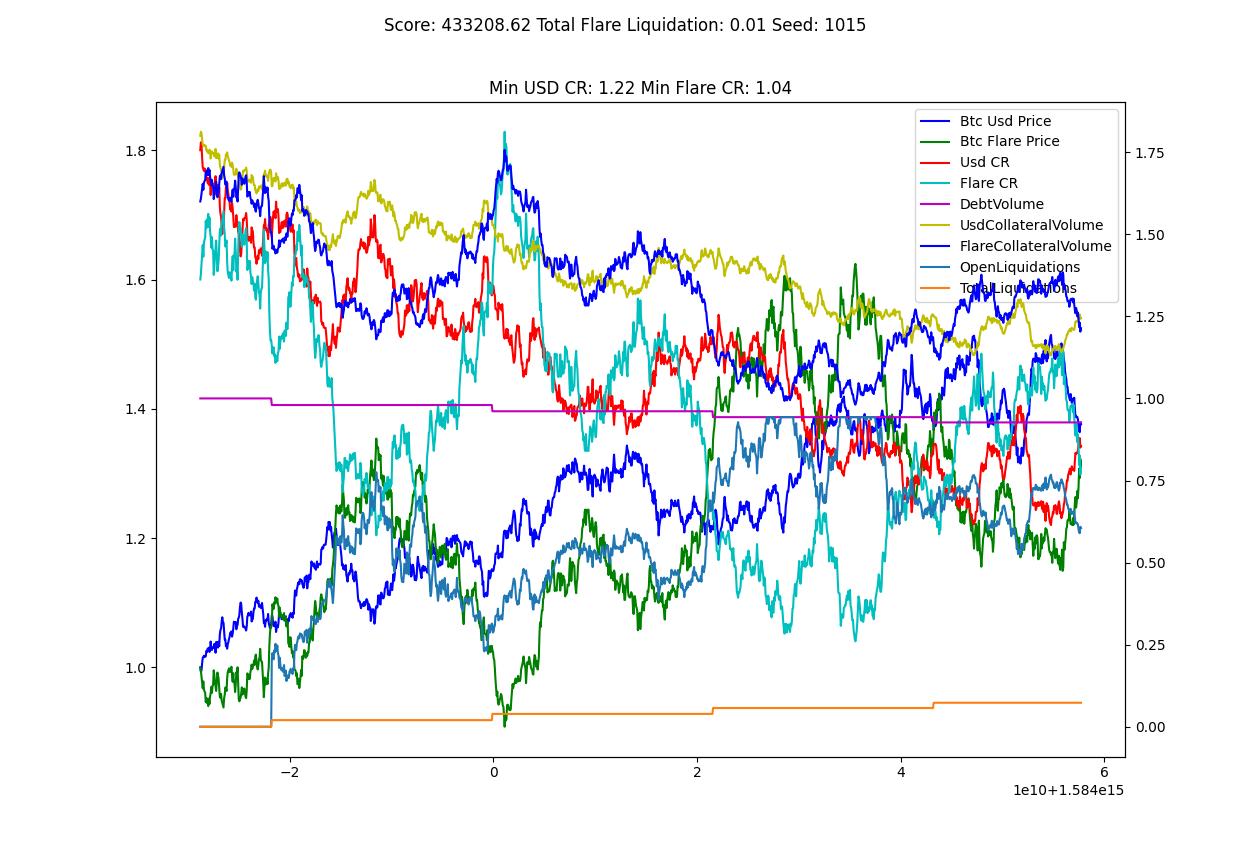 Score: 433208.62 Total Flare Liquidation: 0.01 Seed: 1015
Min USD CR: 1.22 Min Flare CR: 1.04
Btc Usd Price
Btc Flare Price
Usd CR
Flare CR
DebtVolume
UsdCollateralVolume
FlareCollateralVolume
OpenLiquidations
TotalLiquidations
1.8
1.6
1.4
1.2
1.0
1.75
1.50
1.25
1.00
0.75
0.50
0.25
0.00
−2
0
2
4
6
1e10+1.584e15